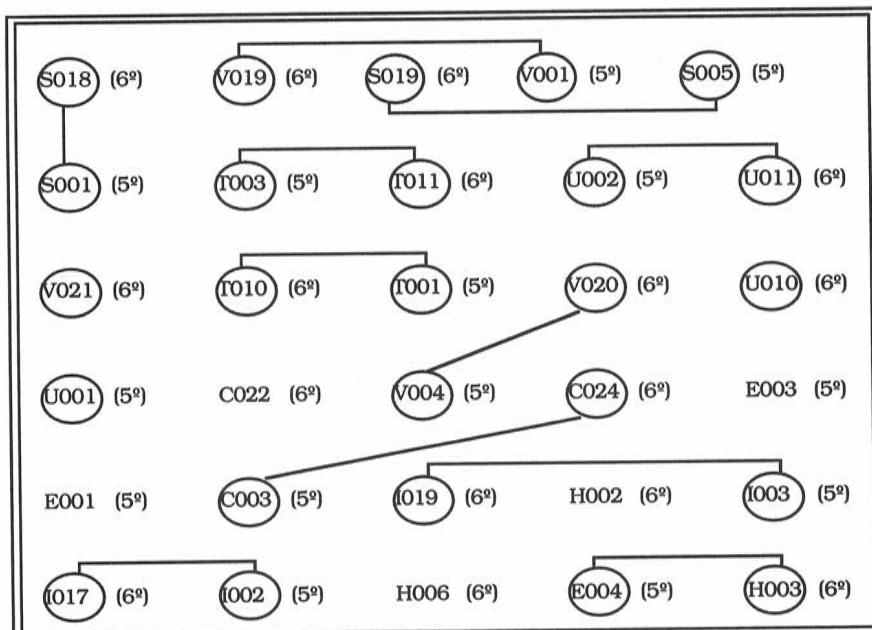 S018 (6º) V019 (6º) S019 (6º) V001 (5º) S005 (5º)
S001 (5º) T003 (5º) T011 (6º) U002 (5º) U011 (6º)
V021 (6º) T010 (6º) T001 (5º) V020 (6º) U010 (6º)
U001 (5º) C022 (6º) V004 (5º) C024 (6º) E003 (5º)
E001 (5º) C003 (5º) I019 (6º) H002 (6º) I003 (5º)
I017 (6º) I002 (5º) H006 (6º) E004 (5º) H003 (6º)